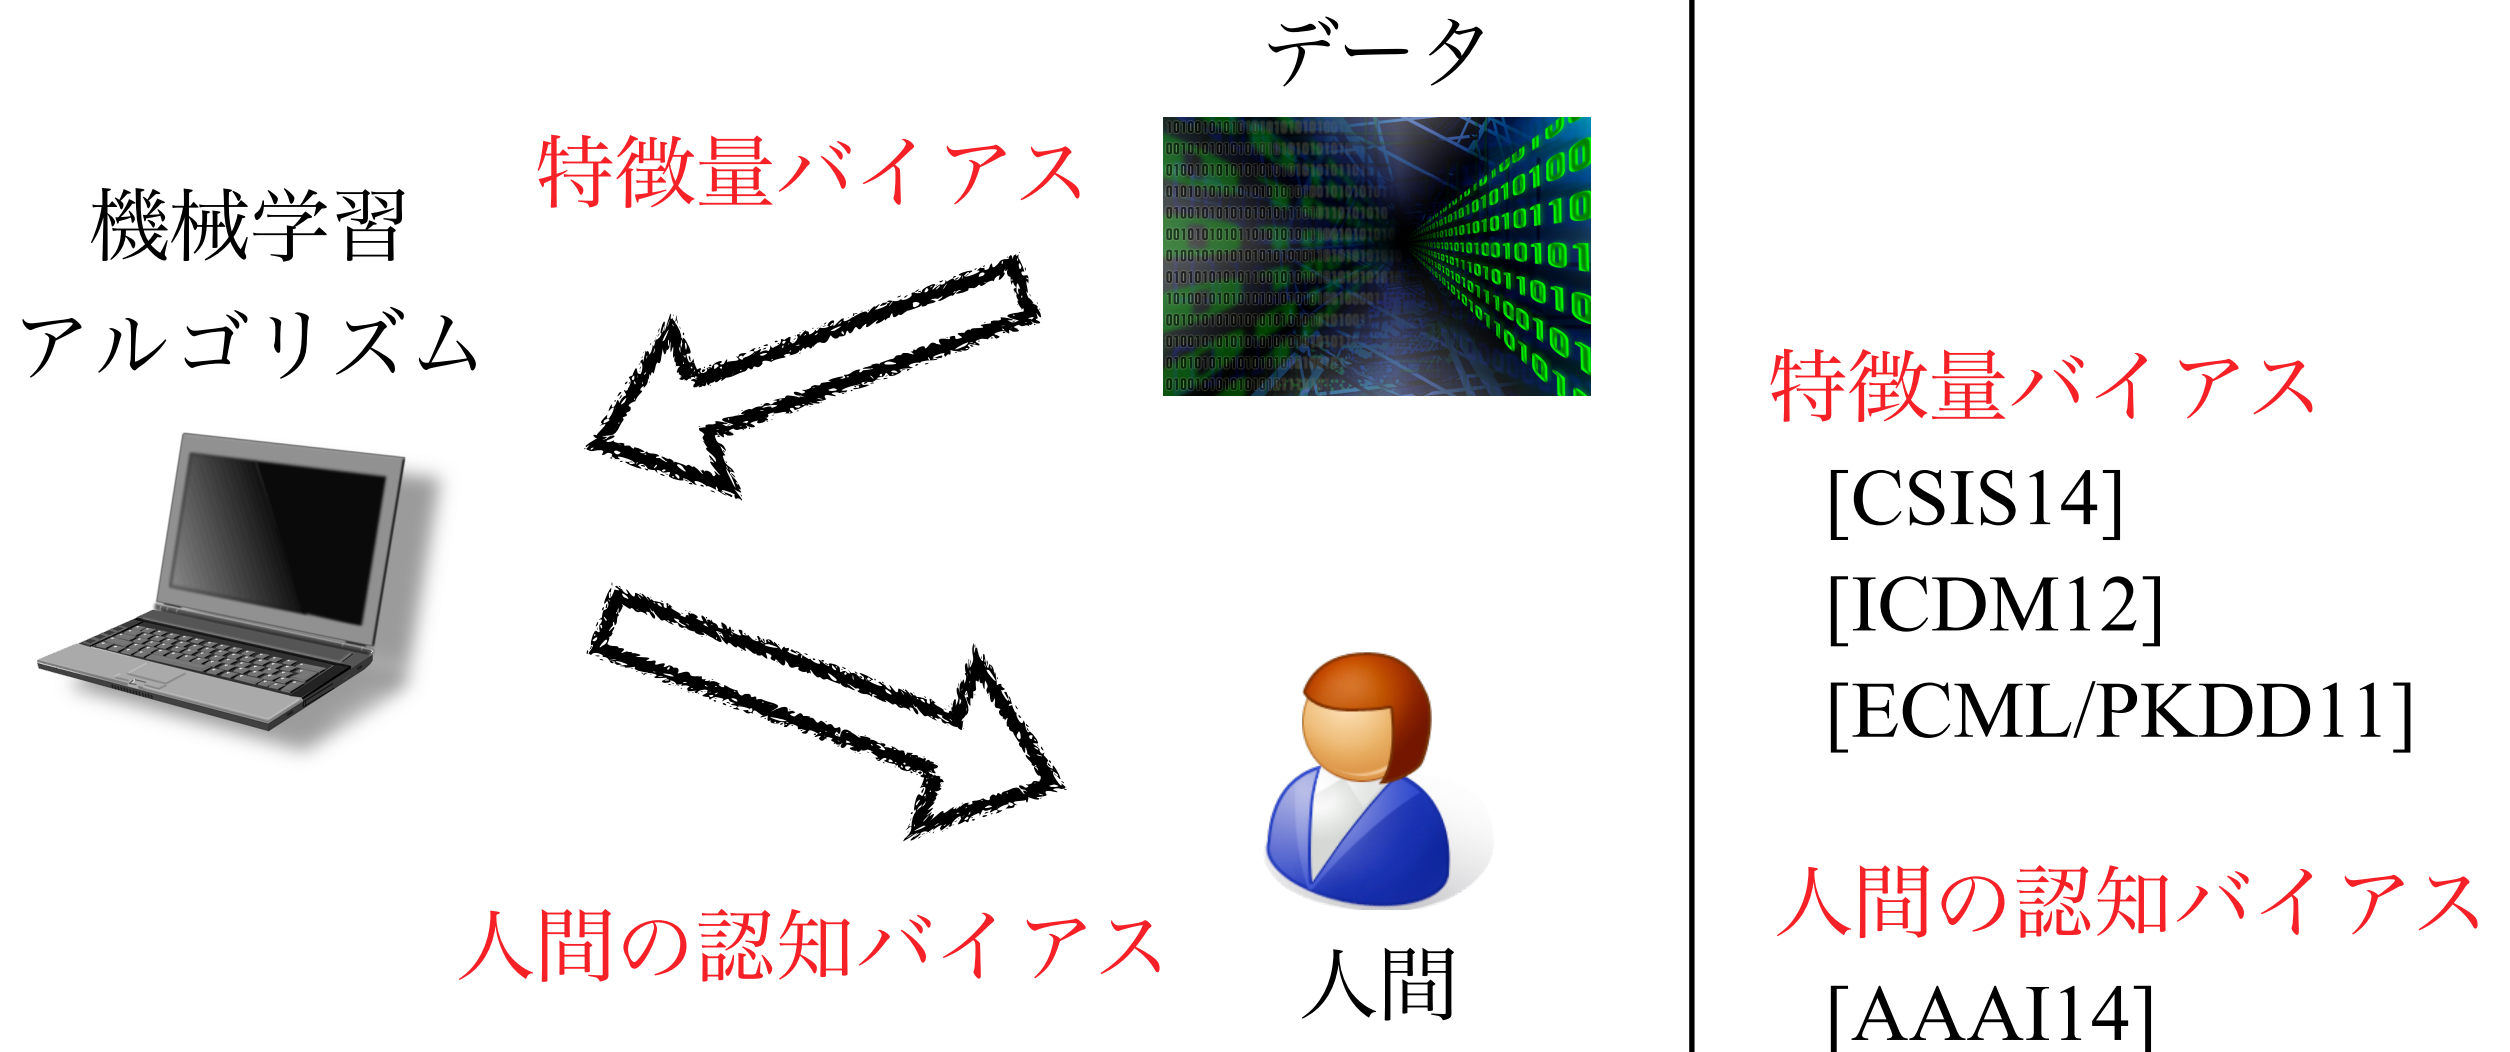 データ
特徴量バイアス
機械学習
アルゴリズム
人間の認知バイアス
人間
特徴量バイアス
[CSIS14]
[ICDM12]
[ECML/PKDD11]
人間の認知バイアス
[AAAI14]